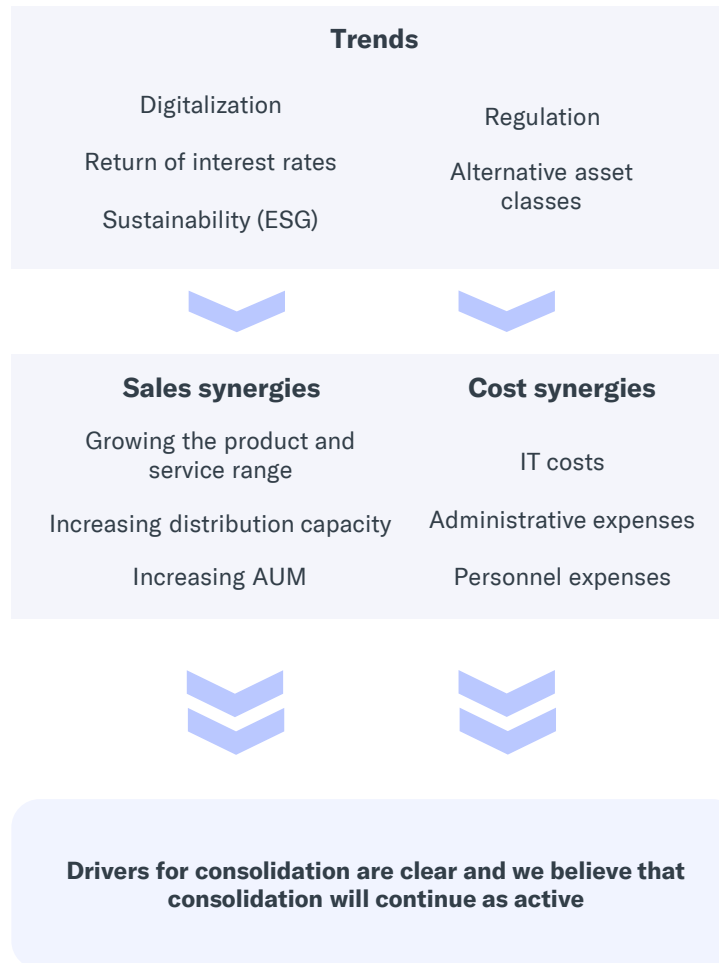 Trends
Digitalization
Return of interest rates
Sustainability (ESG)
Regulation
Alternative asset
classes
Sales synergies
Growing the product and
service range
Increasing distribution capacity
Increasing AUM
Cost synergies
IT costs
Administrative expenses
Personnel expenses
Drivers for consolidation are clear and we believe that
consolidation will continue as active